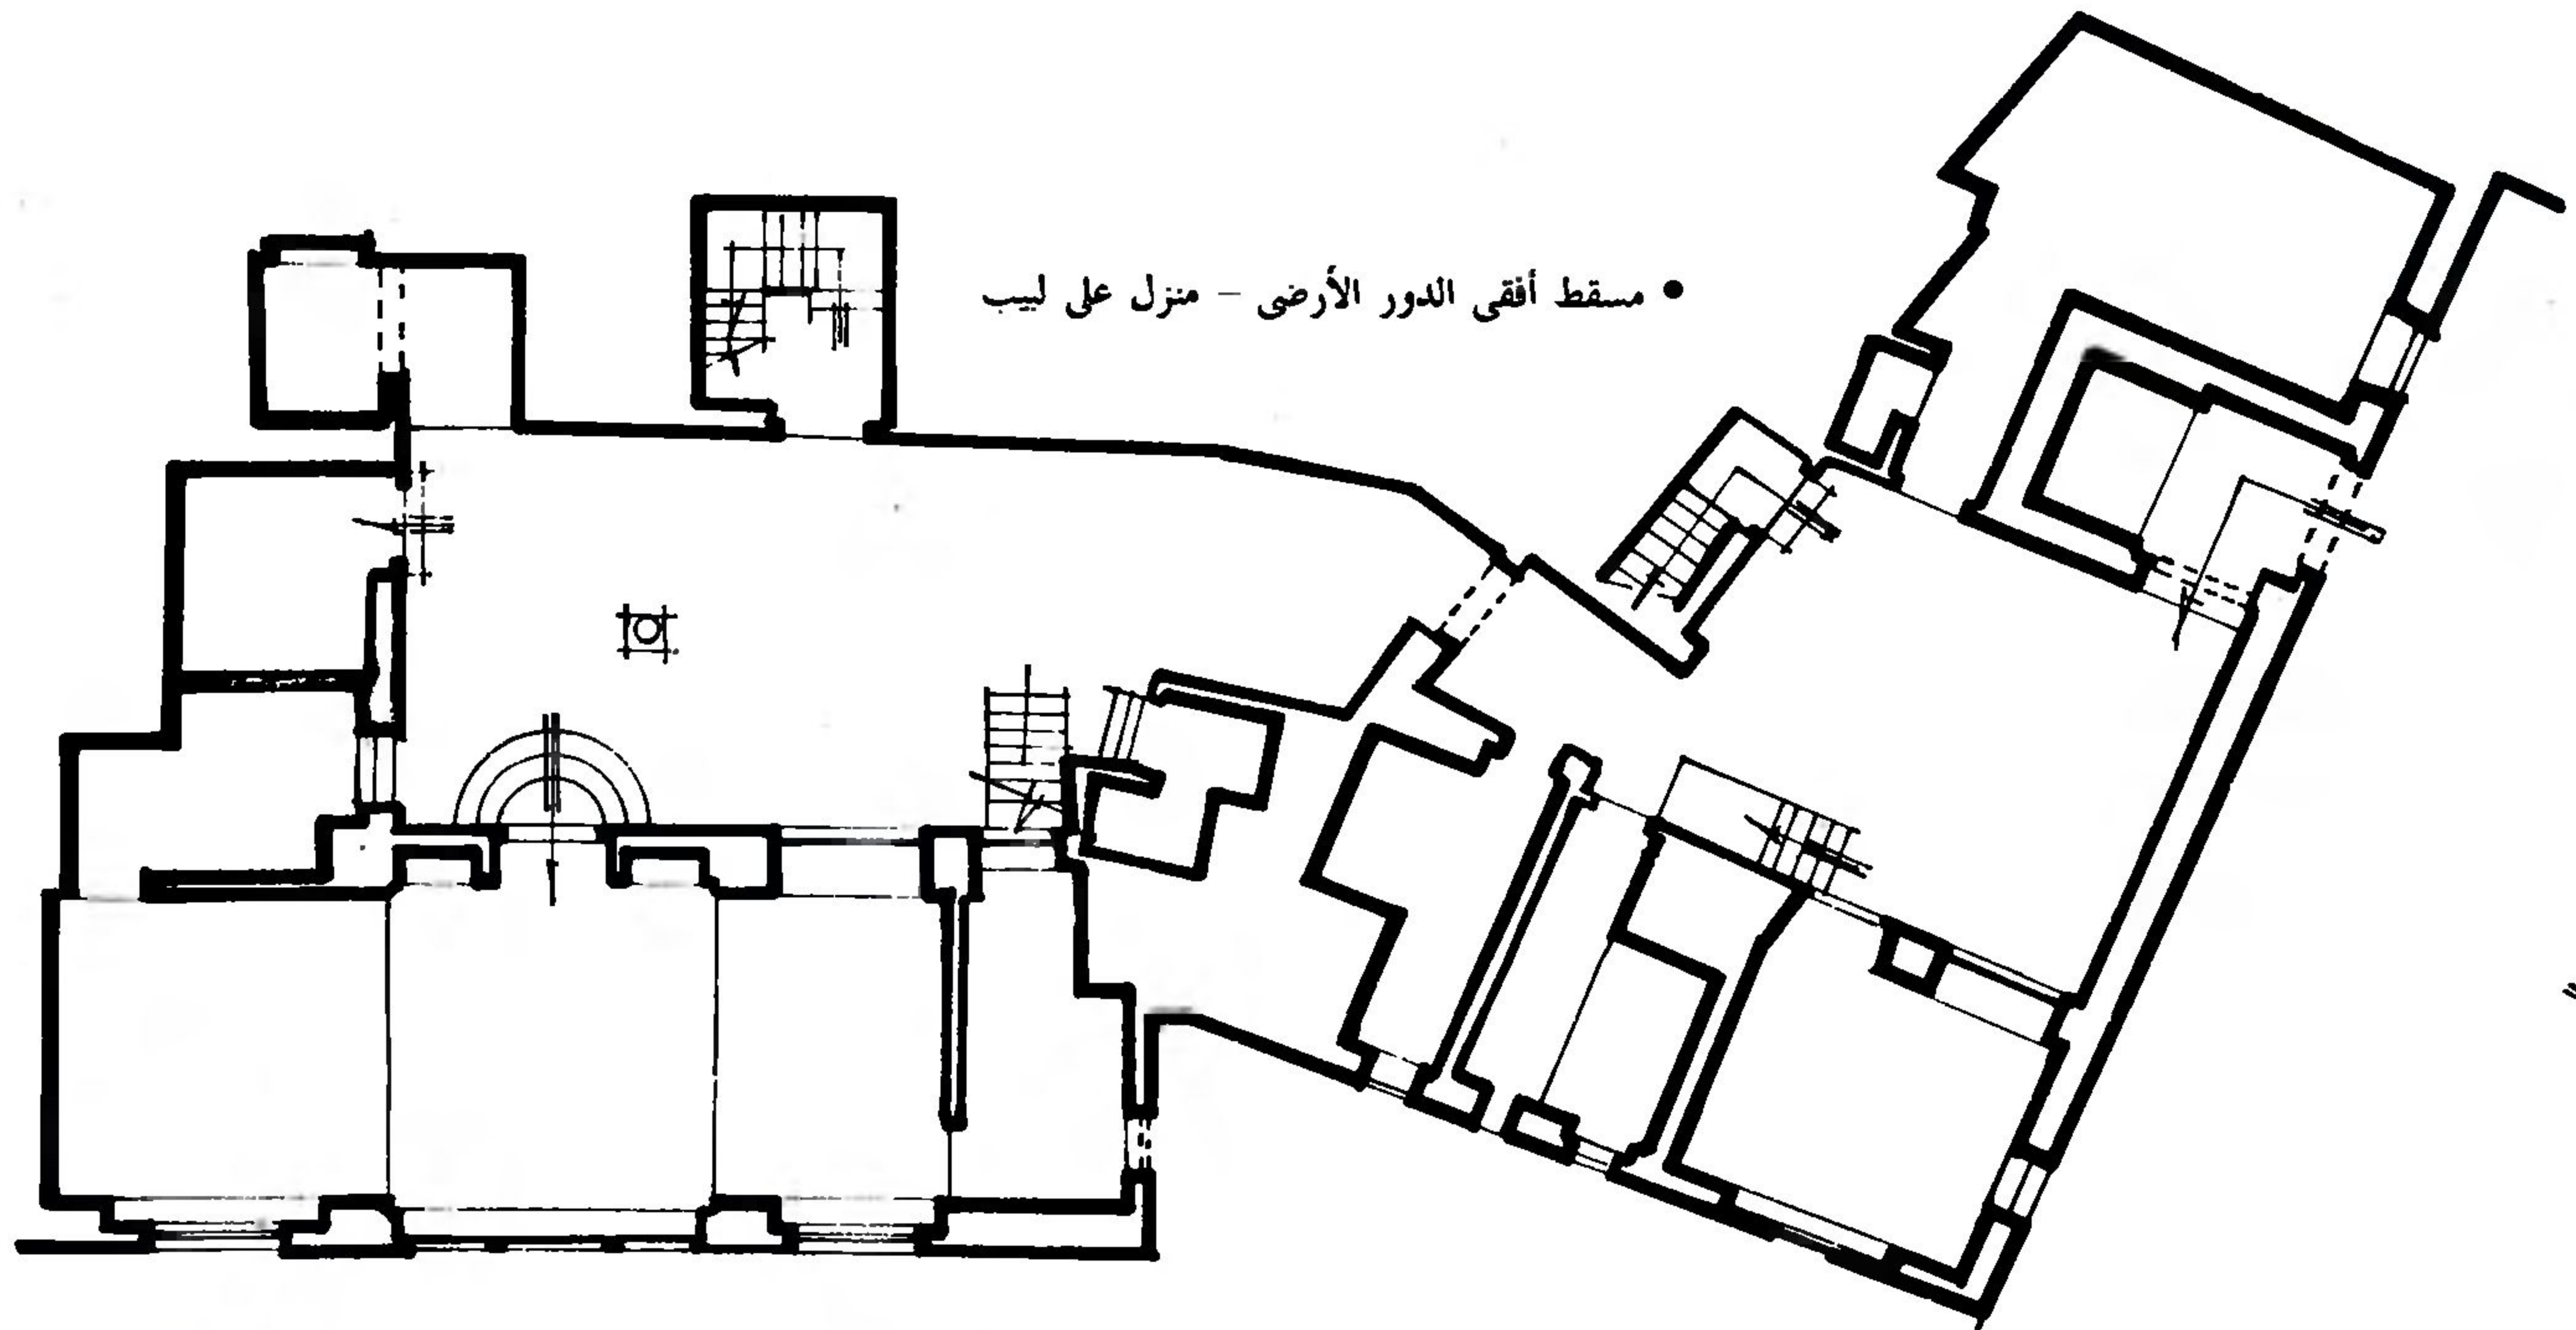 • مسقط أفقى الدور الأرضى – منزل على لبيب